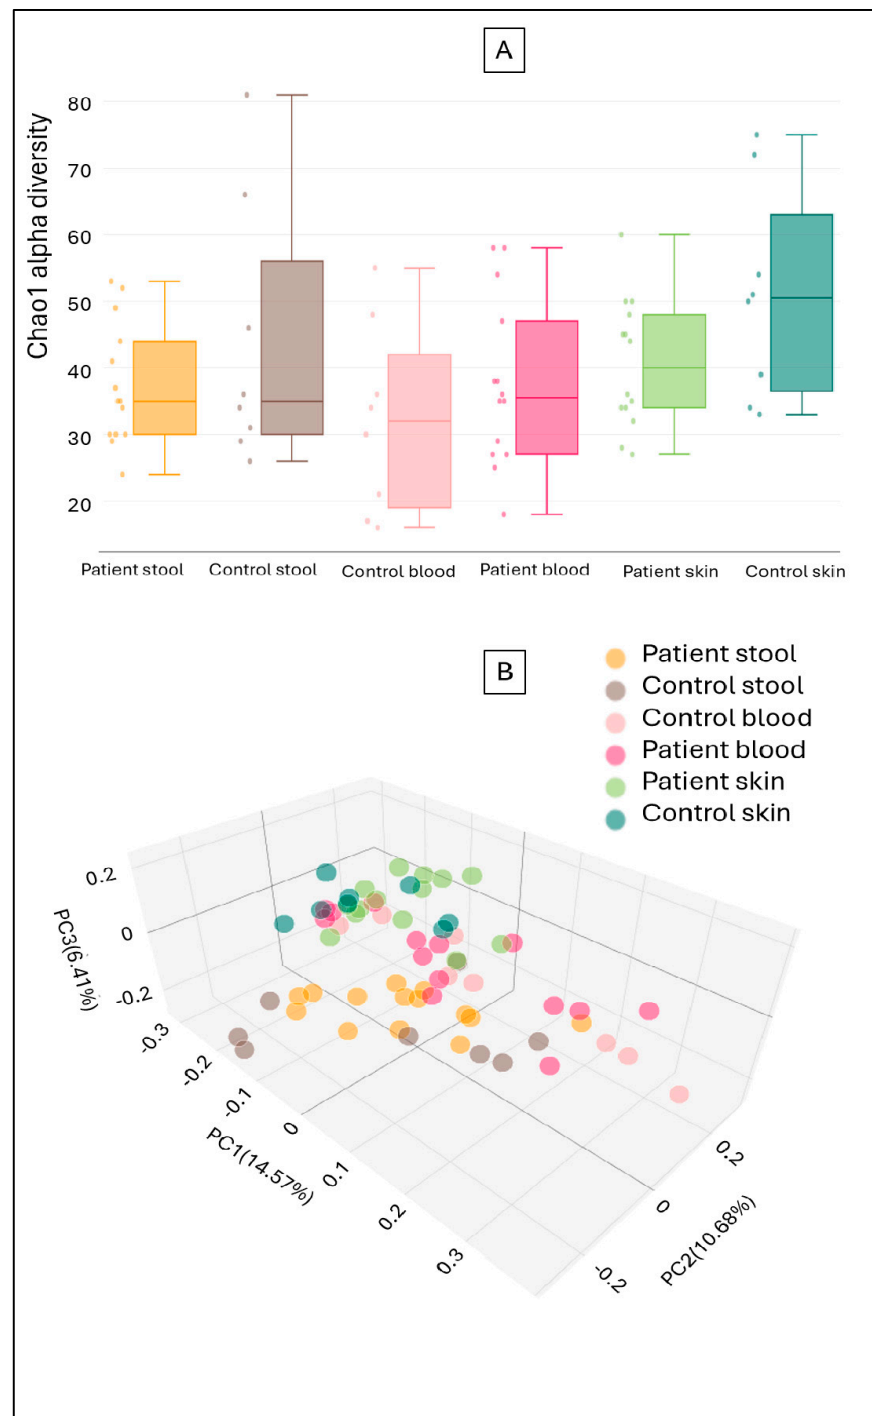 A
Chao1 alpha diversity
80
70
60
50
40
30
20
Patient stool
Control stool
Control blood
Patient blood
Patient skin
Control skin
B
Patient stool
Control stool
Control blood
Patient blood
Patient skin
Control skin
0.2
0
-0.2
PC3(6.41%)
-0.3
-0.2
-0.1
0
0.1
0.2
0.3
PC1(14.57%)
0.2
0
-0.2
PC2(10.68%)